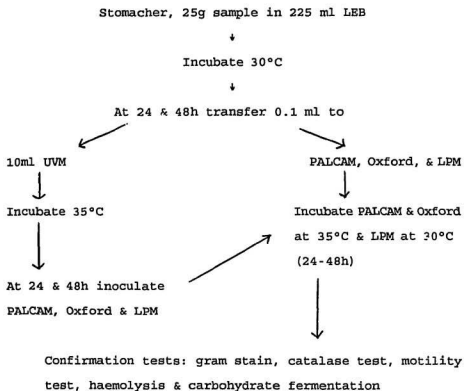 Stomacher, 25g sample in 225 ml LEB
Incubate 30°C
At 24 & 48h transfer 0.1 ml to
10ml UVM
PALCAM, Oxford, & LPM
Incubate 35°C
Incubate PALCAM & Oxford
at 35°C & LPM at 30°C
(24-48h)
At 24 & 48h inoculate
PALCAM, Oxford & LPM
Confirmation tests: gram stain, catalase test, motility
test, haemolysis & carbohydrate fermentation